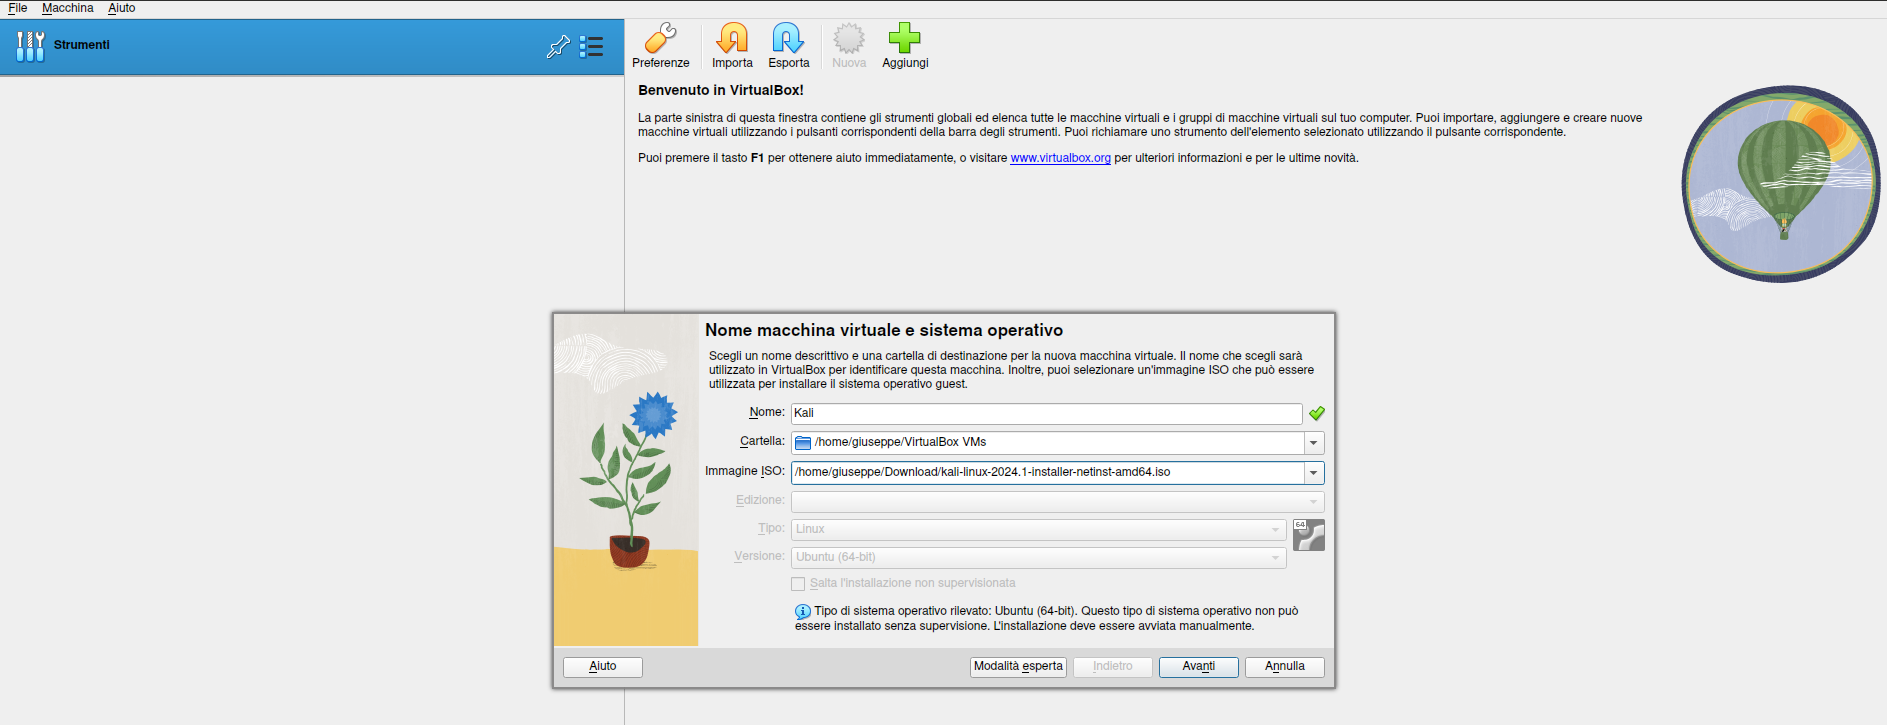 File Macchina Aiuto
Strumenti
Preferenze Importa Esporta Nuova Aggiungi
Benvenuto in VirtualBox!
La parte sinistra di questa finestra contiene gli strumenti globali ed elenca tutte le macchine virtuali e i gruppi di macchine virtuali sul tuo computer. Puoi importare, aggiungere e creare nuove
macchine virtuali utilizzando i pulsanti corrispondenti della barra degli strumenti. Puoi richiamare uno strumento dell'elemento selezionato utilizzando il pulsante corrispondente.
Puoi premere il tasto F1 per ottenere aiuto immediatamente, o visitare www.virtualbox.org per ulteriori informazioni e per le ultime novità.
Nome macchina virtuale e sistema operativo
Scegli un nome descrittivo e una cartella di destinazione per la nuova macchina virtuale. Il nome che scegli sarà
utilizzato in VirtualBox per identificare questa macchina. Inoltre, puoi selezionare un'immagine ISO che può essere
utilizzata per installare il sistema operativo guest.
Nome: Kali
Cartella: /home/giuseppe/VirtualBox VMs
Immagine ISO: /home/giuseppe/Download/kali-linux-2024.1-installer-netinst-amd64.iso
Edizione:
Tipo: Linux 64
Versione: Ubuntu (64-bit)
Salta l'installazione non supervisionata
Tipo di sistema operativo rilevato: Ubuntu (64-bit). Questo tipo di sistema operativo non può
essere installato senza supervisione. L'installazione deve essere avviata manualmente.
Aiuto Modalità esperta Indietro Avanti Annulla